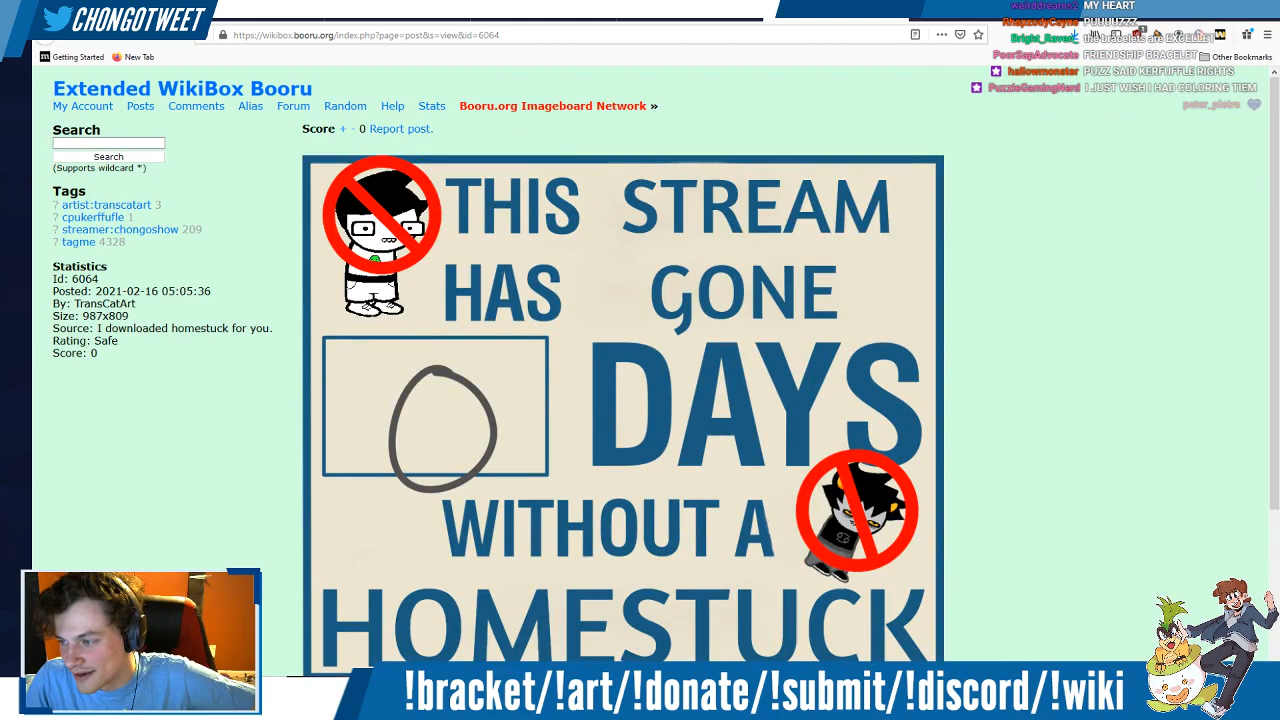 CHONGOTWEET
https://wikibox.booru.org/index.php?page=post&s=view&id=6064
Getting Started
New Tab
Other Bookmarks
weirddreams2 MY HEART
RhapsodyCayne PUUUUZZZ
Bright_Raven_ the bracelets are EXCELLET
PoorSapAdvocate FRIENDSHIP BRACELET
hallowmonster PUZZ SAID KERFUFFLE RIGHTS
PuzzleGamingNerd I JUST WISH I HAD COLORING TIEM
peter_pietro
Extended WikiBox Booru
My Account Posts Comments Alias Forum Random Help Stats Booru.org Imageboard Network »
Search
Search
(Supports wildcard *)
Tags
? artist:transcatart 3
? cpukerffufle 1
? streamer:chongoshow 209
? tagme 4328
Statistics
Id: 6064
Posted: 2021-02-16 05:05:36
By: TransCatArt
Size: 987x809
Source: I downloaded homestuck for you.
Rating: Safe
Score: 0
Score + - 0 Report post.
THIS STREAM
HAS GONE
0 DAYS
WITHOUT A
HOMESTUCK
!bracket/!art/!donate/!submit/!discord/!wiki